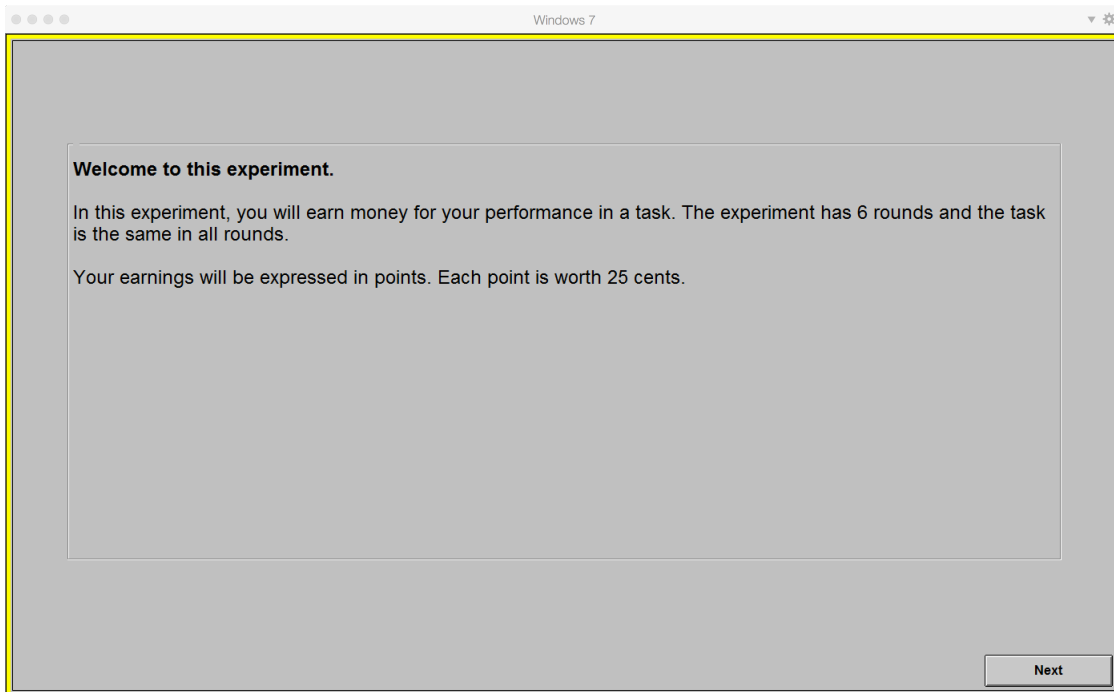 Windows 7
Welcome to this experiment.
In this experiment, you will earn money for your performance in a task. The experiment has 6 rounds and the task
is the same in all rounds.
Your earnings will be expressed in points. Each point is worth 25 cents.
Next